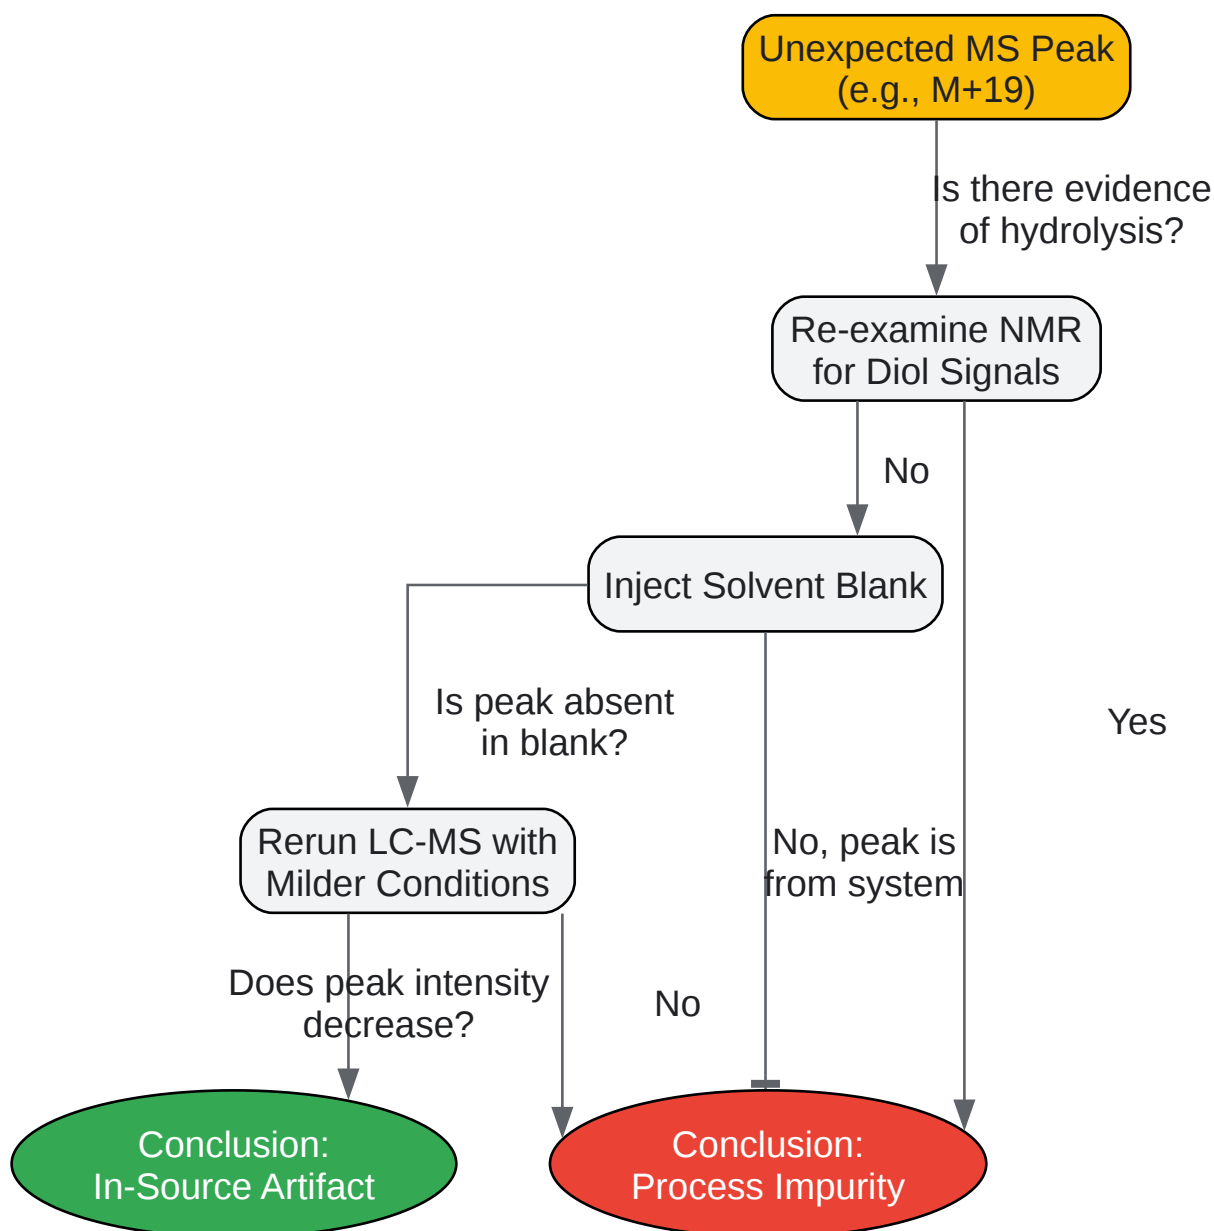 Unexpected MS Peak
(e.g., M+19)
Is there evidence
of hydrolysis?
Re-examine NMR
for Diol Signals
No
Inject Solvent Blank
Is peak absent
in blank?
Yes
Rerun LC-MS with
Milder Conditions
No, peak is
from system
Does peak intensity
decrease?
No
Conclusion:
In-Source Artifact
Conclusion:
Process Impurity